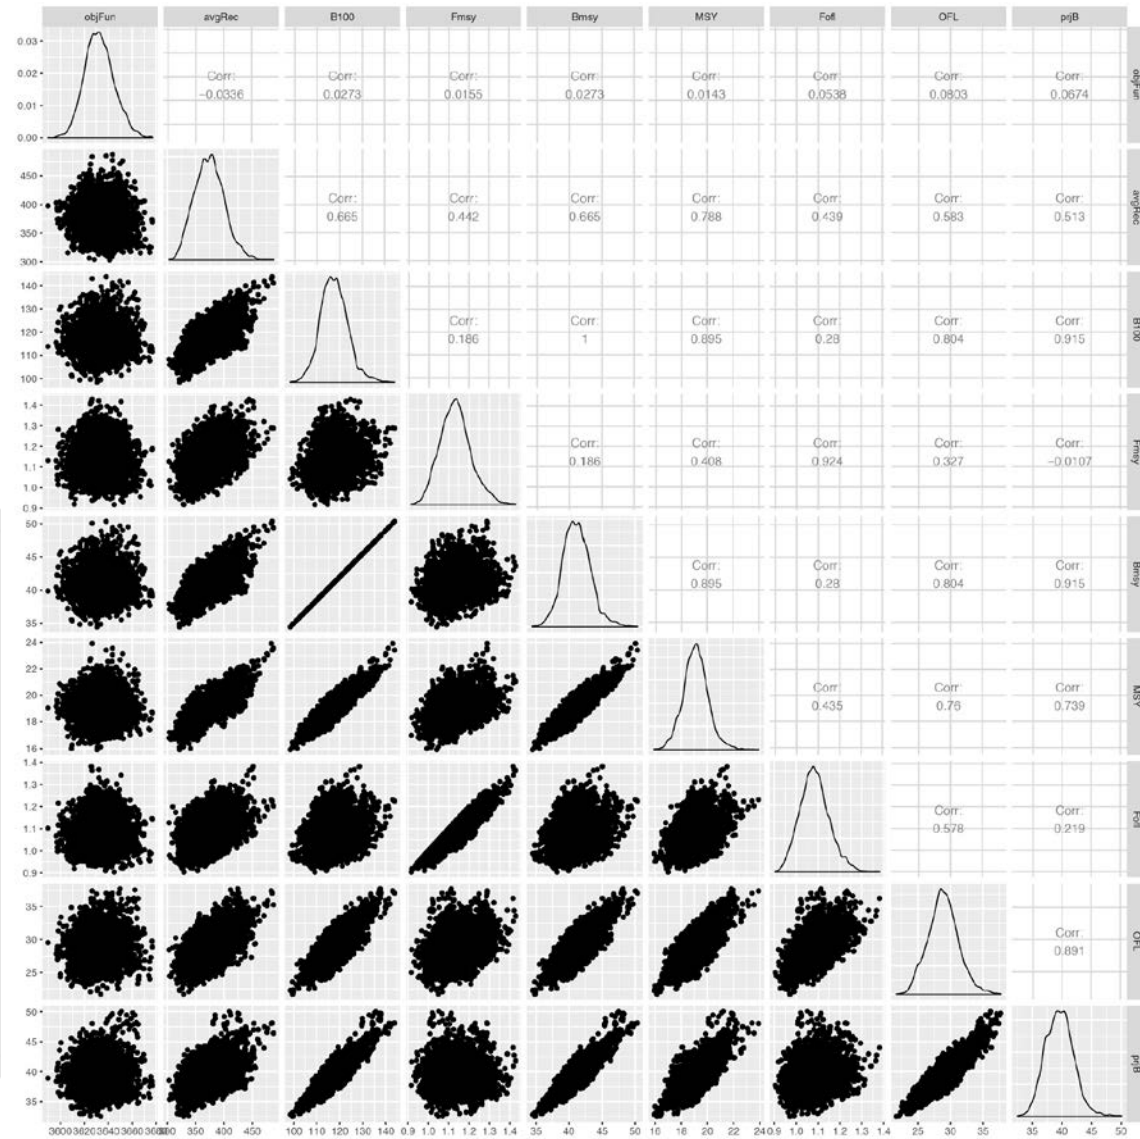 objFun avgRec B100 Fmsy Bmsy MSY Fofl OFL prjB
0.03
0.02
0.01
0.00
Corr: Corr: Corr: Corr: Corr: Corr: Corr: Corr:
−0.0336 0.0273 0.0155 0.0273 0.0143 0.0538 0.0803 0.0674
objFun
450
400
350
300
Corr: Corr: Corr: Corr: Corr: Corr: Corr:
0.665 0.442 0.665 0.788 0.439 0.583 0.513
avgRec
140
130
120
110
100
Corr: Corr: Corr: Corr: Corr: Corr:
0.186 1 0.895 0.28 0.804 0.915
B100
1.4
1.3
1.2
1.1
1.0
0.9
Corr: Corr: Corr: Corr: Corr:
0.186 0.408 0.924 0.327 −0.0107
Fmsy
50
45
40
35
Corr: Corr: Corr: Corr:
0.895 0.28 0.804 0.915
Bmsy
24
22
20
18
16
Corr: Corr: Corr:
0.435 0.76 0.739
MSY
1.4
1.3
1.2
1.1
1.0
0.9
Corr: Corr:
0.578 0.219
Fofl
35
30
25
Corr:
0.891
OFL
50
45
40
35
prjB
3600 3620 3640 3660 350 400 450 100 110 120 130 140 0.9 1.0 1.1 1.2 1.3 1.4 35 40 45 50 16 18 20 22 24 0.9 1.0 1.1 1.2 1.3 1.4 25 30 35 35 40 45 50